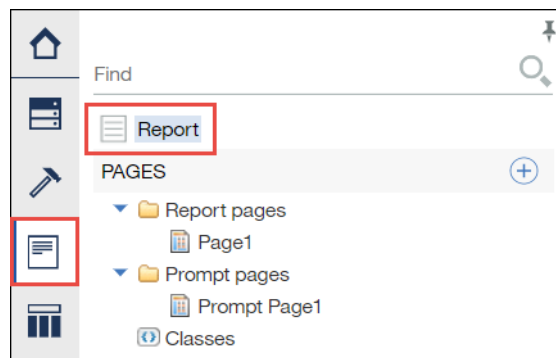 Find
Report
PAGES
Report pages
Page1
Prompt pages
Prompt Page1
Classes